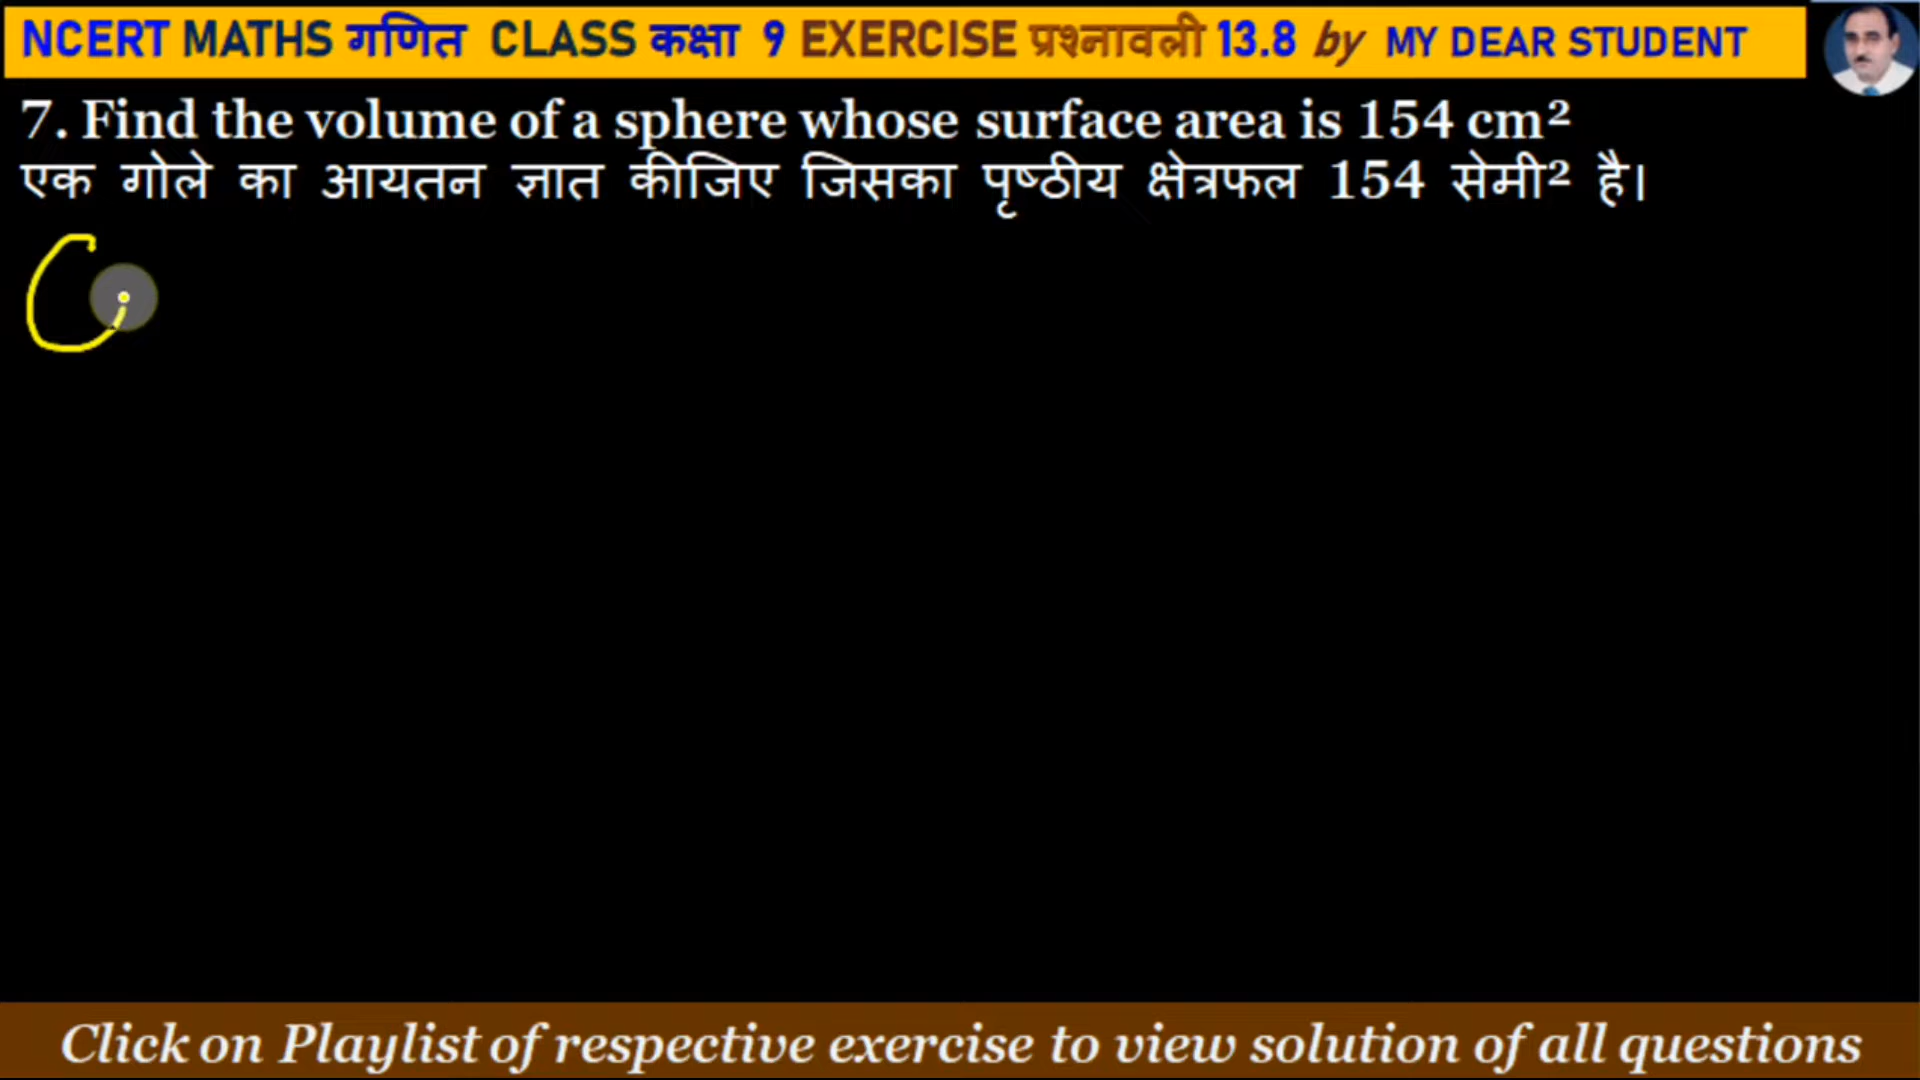 NCERT MATHS गणित CLASS कक्षा 9 EXERCISE प्रश्नावली 13.8 by MY DEAR STUDENT
7. Find the volume of a sphere whose surface area is 154 cm²
एक गोले का आयतन ज्ञात कीजिए जिसका पृष्ठीय क्षेत्रफल 154 सेमी² है।
Click on Playlist of respective exercise to view solution of all questions